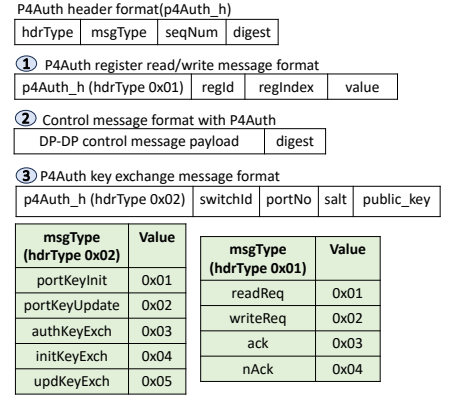 P4Auth header format(p4Auth_h)
hdrType msgType seqNum digest
1 P4Auth register read/write message format
p4Auth_h (hdrType 0x01) regId regIndex value
2 Control message format with P4Auth
DP-DP control message payload digest
3 P4Auth key exchange message format
p4Auth_h (hdrType 0x02) switchId portNo salt public_key
msgType Value
(hdrType 0x02)
portKeyInit 0x01
portKeyUpdate 0x02
authKeyExch 0x03
initKeyExch 0x04
updKeyExch 0x05
msgType Value
(hdrType 0x01)
readReq 0x01
writeReq 0x02
ack 0x03
nAck 0x04